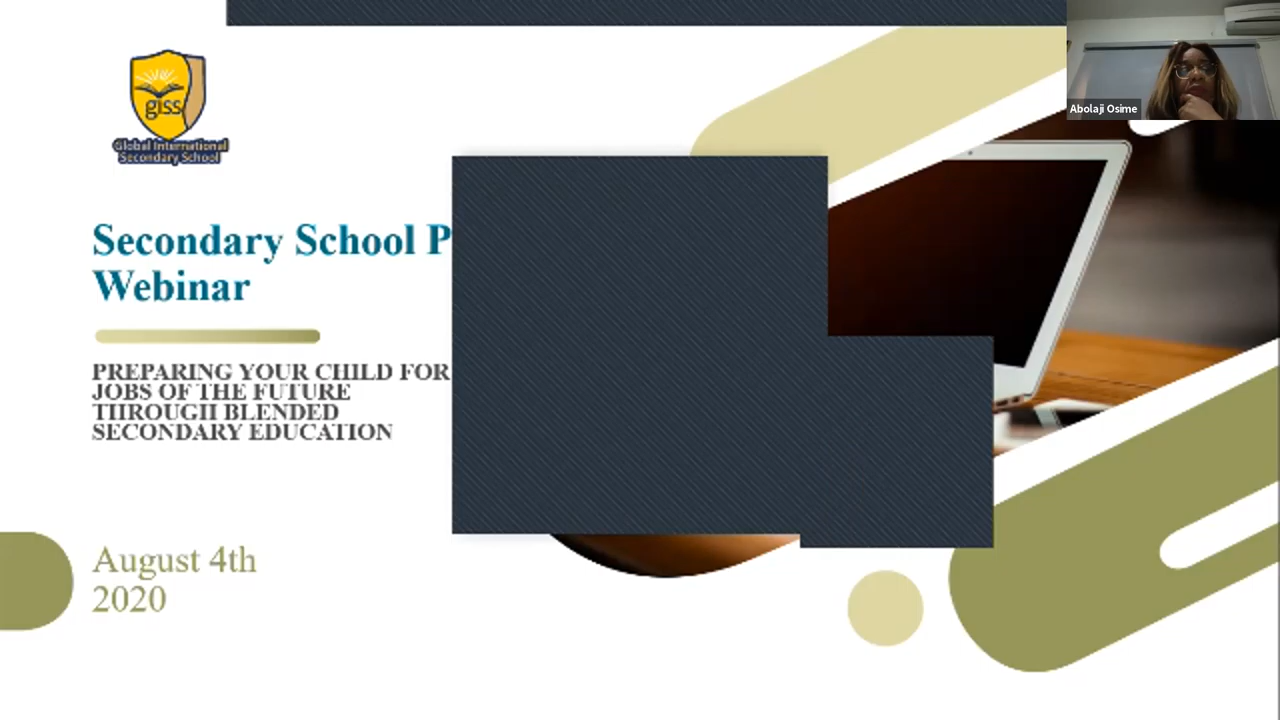 Abolaji Osime
giss
Global International
Secondary School
Secondary School P
Webinar
PREPARING YOUR CHILD FOR
JOBS OF THE FUTURE
THROUGH BLENDED
SECONDARY EDUCATION
August 4th
2020